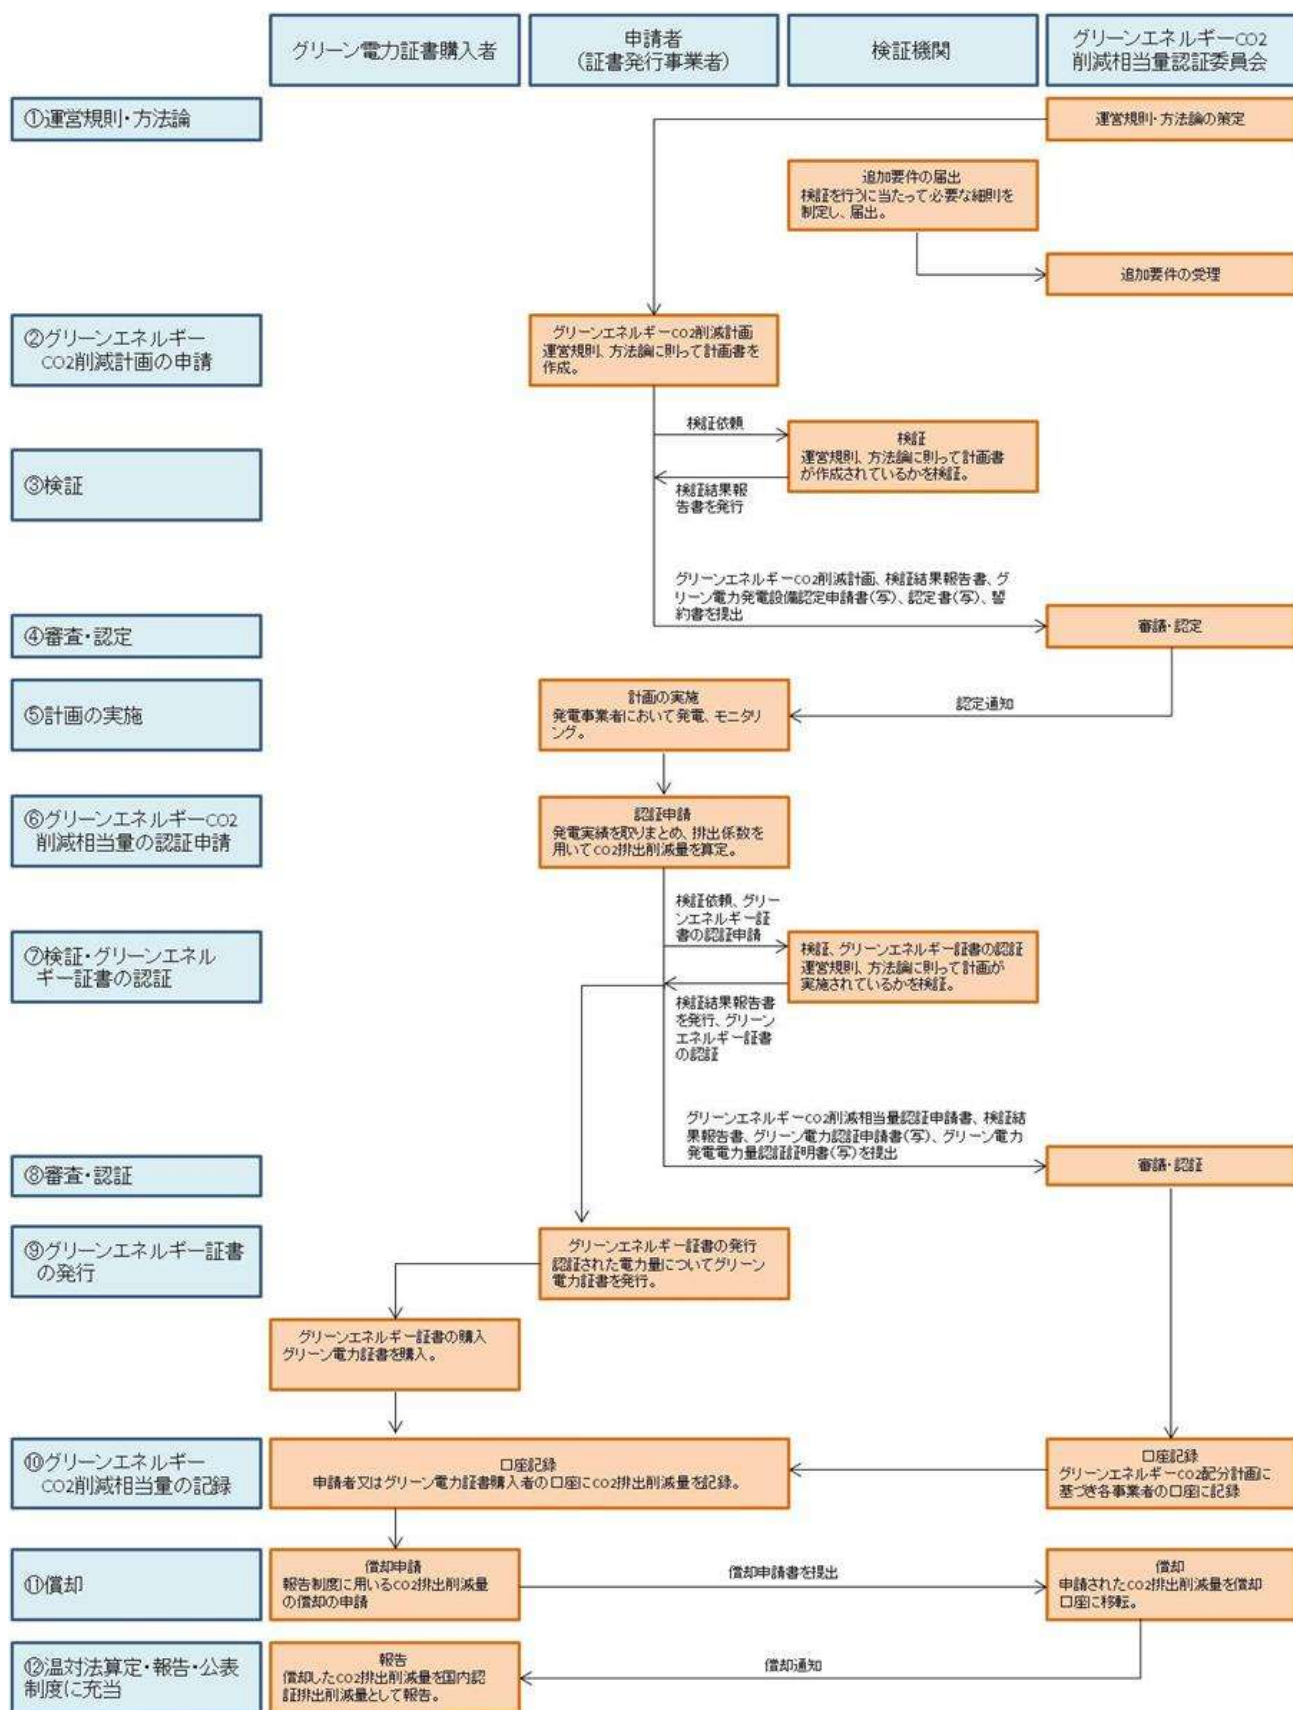 グリーン電力証書購入者
申請者
(証書発行事業者)
検証機関
グリーンエネルギーCO2
削減相当量認証委員会
①運営規則・方法論
運営規則・方法論の策定
追加要件の届出
検証を行うに当たって必要な細則を
制定し、届出。
追加要件の受理
②グリーンエネルギー
CO2削減計画の申請
グリーンエネルギーCO2削減計画
運営規則、方法論に則って計画書を
作成。
検証依頼
③検証
検証
運営規則、方法論に則って計画書
が作成されているかを検証。
検証結果報
告書を発行
グリーンエネルギーCO2削減計画、検証結果報告書、グ
リーン電力発電設備認定申請書(写)、認定書(写)、誓
約書を提出
④審査・認定
審議・認定
⑤計画の実施
計画の実施
発電事業者において発電、モニタリ
ング。
認定通知
⑥グリーンエネルギーCO2
削減相当量の認証申請
認証申請
発電実績を取りまとめ、排出係数を
用いてCO2排出削減量を算定。
検証依頼、グリー
ンエネルギー証
書の認証申請
⑦検証・グリーンエネル
ギー証書の認証
検証、グリーンエネルギー証書の認証
運営規則、方法論に則って計画が
実施されているかを検証。
検証結果報告書
を発行、グリーン
エネルギー証書
の認証
グリーンエネルギーCO2削減相当量認証申請書、検証結
果報告書、グリーン電力認証申請書(写)、グリーン電力
発電電力量認証証明書(写)を提出
⑧審査・認証
審議・認証
⑨グリーンエネルギー証書
の発行
グリーンエネルギー証書の発行
認証された電力量についてグリーン
電力証書を発行。
グリーンエネルギー証書の購入
グリーン電力証書を購入。
⑩グリーンエネルギー
CO2削減相当量の記録
口座記録
申請者又はグリーン電力証書購入者の口座にCO2排出削減量を記録。
口座記録
グリーンエネルギーCO2配分計画に
基づき各事業者の口座に記録
⑪償却
償却申請
報告制度に用いるCO2排出削減量
の償却の申請
償却申請書を提出
償却
申請されたCO2排出削減量を償却
口座に移転。
⑫温対法算定・報告・公表
制度に充当
報告
償却したCO2排出削減量を国内認
証排出削減量として報告。
償却通知